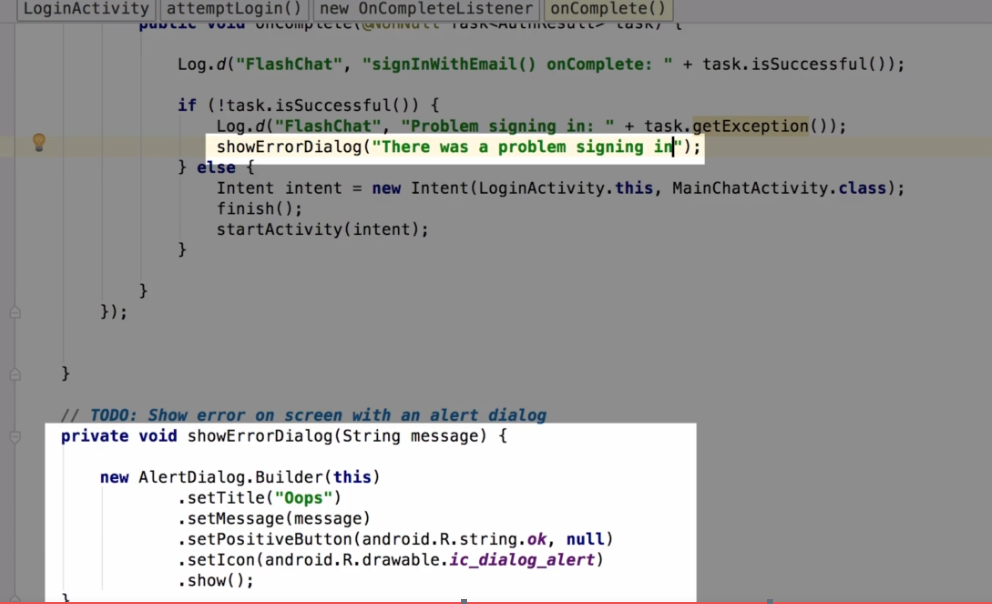 LoginActivity attemptLogin() new OnCompleteListener onComplete()
public void onComplete(@NonNull Task<AuthResult> task) {
Log.d("FlashChat", "signInWithEmail() onComplete: " + task.isSuccessful());
if (!task.isSuccessful()) {
Log.d("FlashChat", "Problem signing in: " + task.getException());
showErrorDialog("There was a problem signing in");
} else {
Intent intent = new Intent(LoginActivity.this, MainChatActivity.class);
finish();
startActivity(intent);
}
}
});
}
// TODO: Show error on screen with an alert dialog
private void showErrorDialog(String message) {
new AlertDialog.Builder(this)
.setTitle("Oops")
.setMessage(message)
.setPositiveButton(android.R.string.ok, null)
.setIcon(android.R.drawable.ic_dialog_alert)
.show();
}